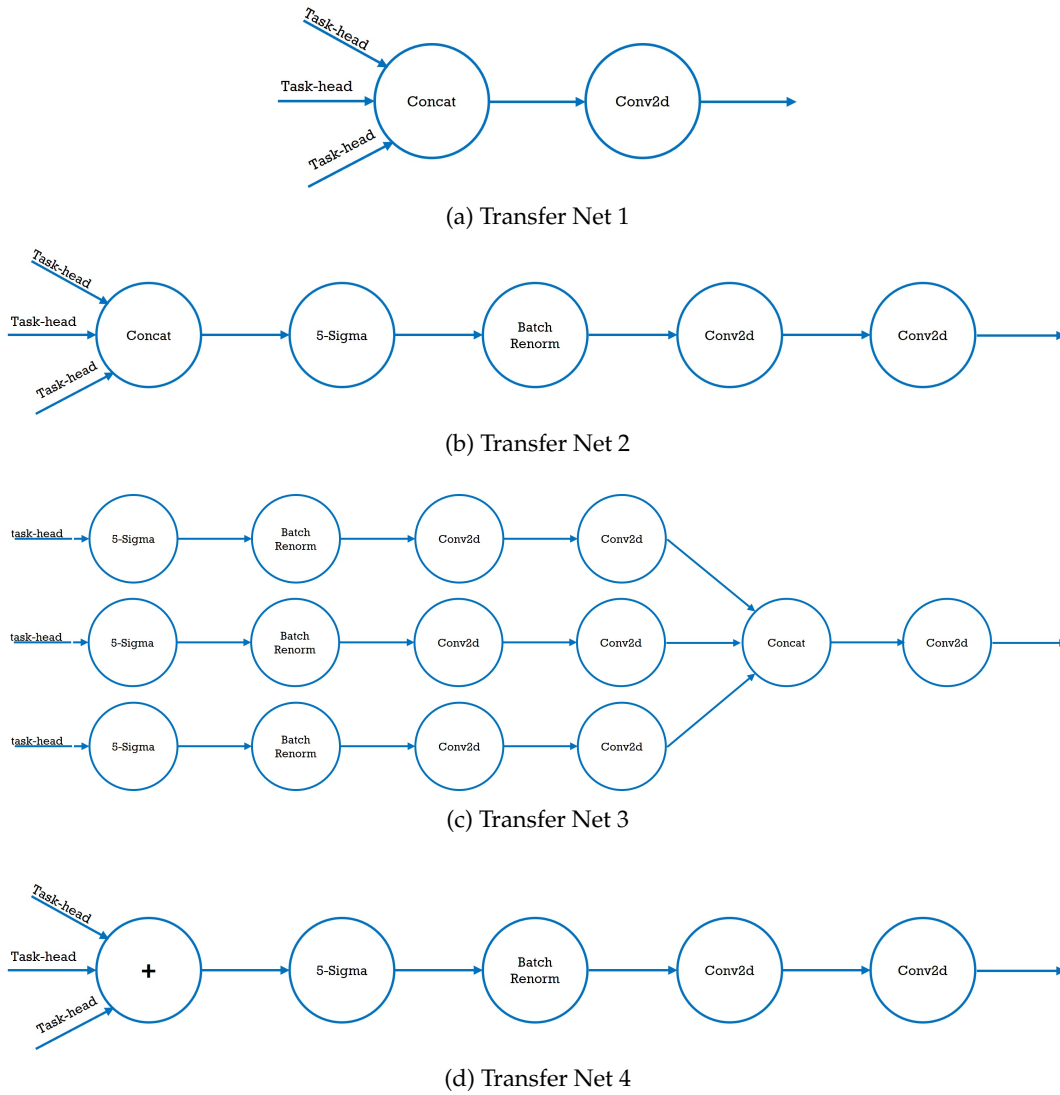 Task-head
Task-head
Task-head
Concat
Conv2d
(a) Transfer Net 1
Task-head
Task-head
Task-head
Concat
5-Sigma
Batch
Renorm
Conv2d
Conv2d
(b) Transfer Net 2
task-head
5-Sigma
Batch
Renorm
Conv2d
Conv2d
task-head
5-Sigma
Batch
Renorm
Conv2d
Conv2d
Concat
Conv2d
task-head
5-Sigma
Batch
Renorm
Conv2d
Conv2d
(c) Transfer Net 3
Task-head
Task-head
Task-head
+
5-Sigma
Batch
Renorm
Conv2d
Conv2d
(d) Transfer Net 4